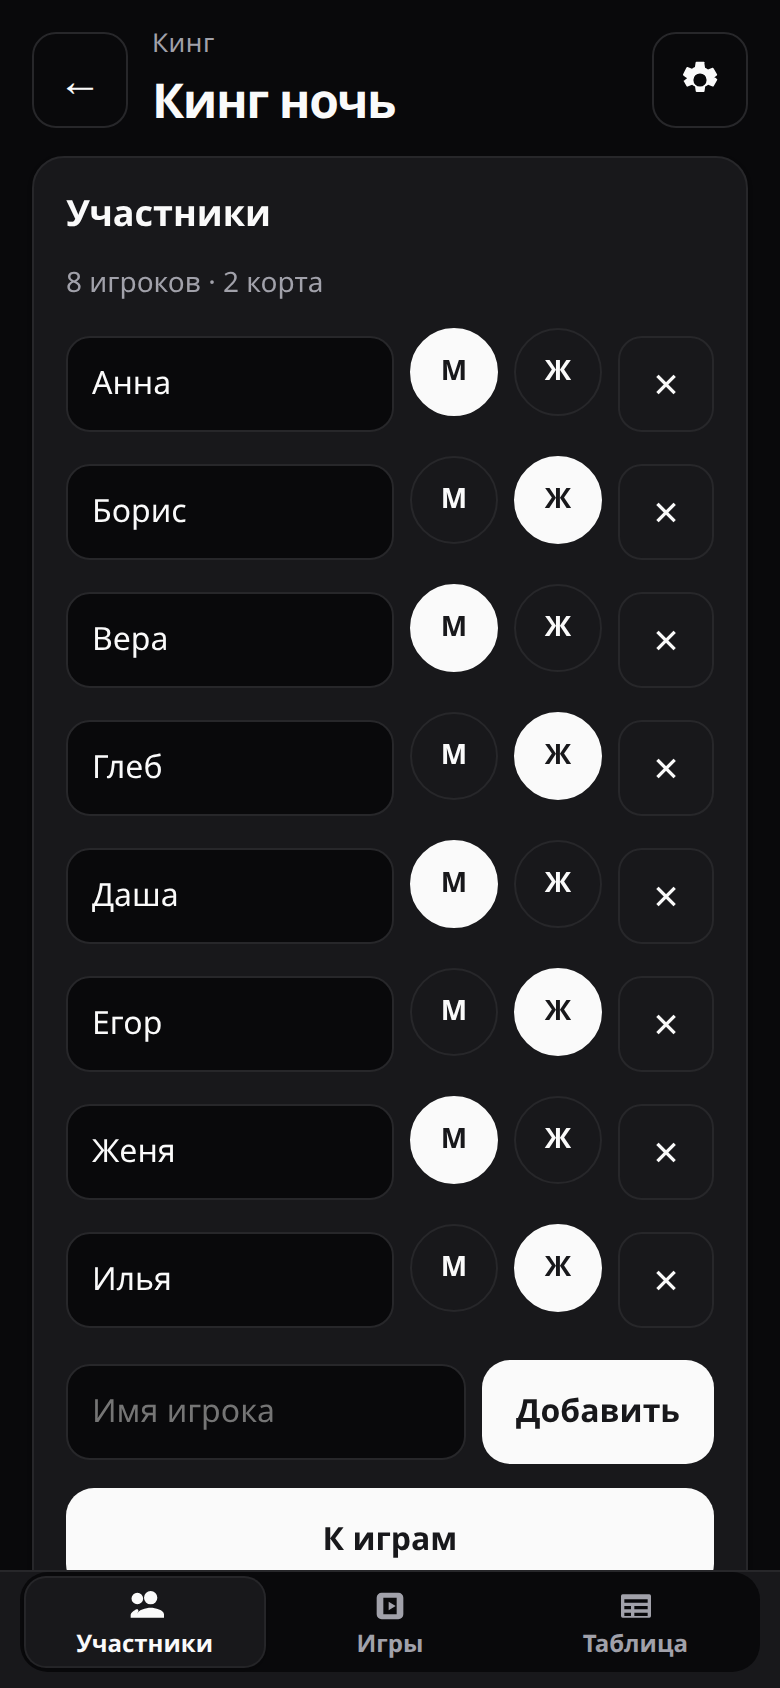 Кинг
←
Кинг ночь
Участники
8 игроков · 2 корта
Анна М Ж ×
Борис М Ж ×
Вера М Ж ×
Глеб М Ж ×
Даша М Ж ×
Егор М Ж ×
Женя М Ж ×
Илья М Ж ×
Имя игрока Добавить
К играм
Участники Игры Таблица